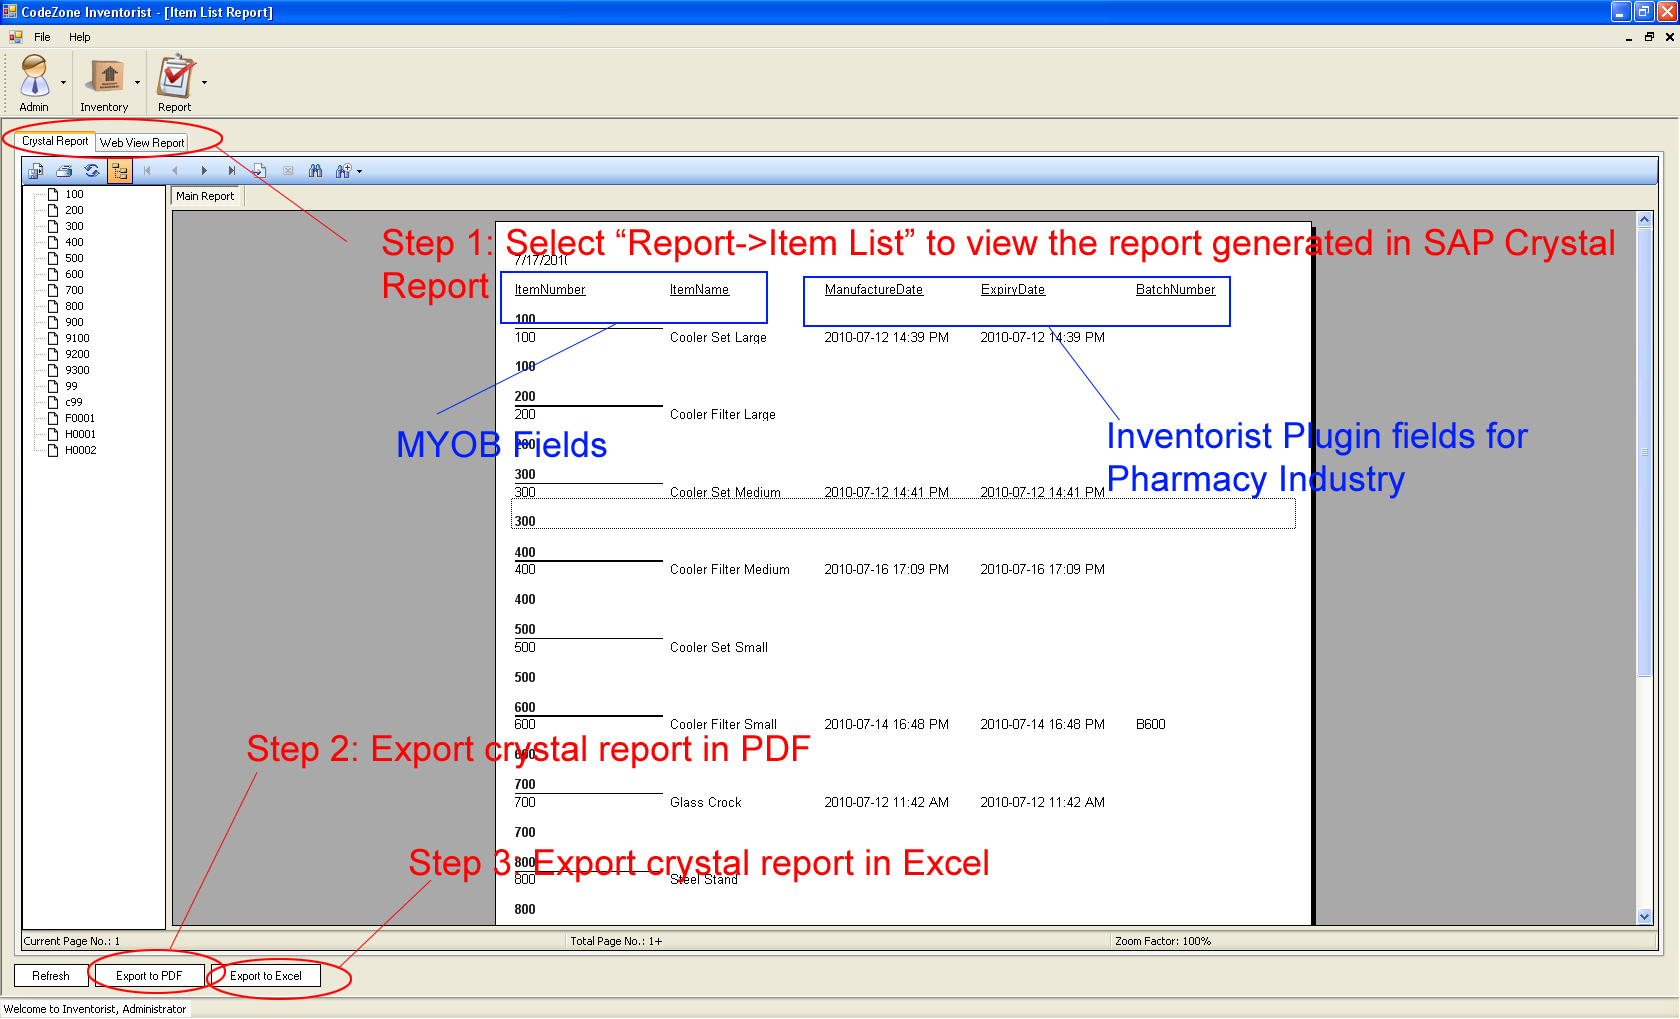 CodeZone Inventorist - [Item List Report]
File Help
Admin Inventory Report
Crystal Report Web View Report
Main Report
100
200
300
400
500
600
700
800
900
9100
9200
9300
99
c99
F0001
H0001
H0002
Step 1: Select “Report->Item List” to view the report generated in SAP Crystal
Report
7/17/2010
ItemNumber ItemName ManufactureDate ExpiryDate BatchNumber
100
100 Cooler Set Large 2010-07-12 14:39 PM 2010-07-12 14:39 PM
100
200
200 Cooler Filter Large
200
MYOB Fields
Inventorist Plugin fields for
Pharmacy Industry
300
300 Cooler Set Medium 2010-07-12 14:41 PM 2010-07-12 14:41 PM
300
400
400 Cooler Filter Medium 2010-07-16 17:09 PM 2010-07-16 17:09 PM
400
500
500 Cooler Set Small
500
600
600 Cooler Filter Small 2010-07-14 16:48 PM 2010-07-14 16:48 PM B600
600
Step 2: Export crystal report in PDF
700
700 Glass Crock 2010-07-12 11:42 AM 2010-07-12 11:42 AM
700
Step 3: Export crystal report in Excel
800
800 Steel Stand
800
Current Page No.: 1 Total Page No.: 1+ Zoom Factor: 100%
Refresh Export to PDF Export to Excel
Welcome to Inventorist, Administrator